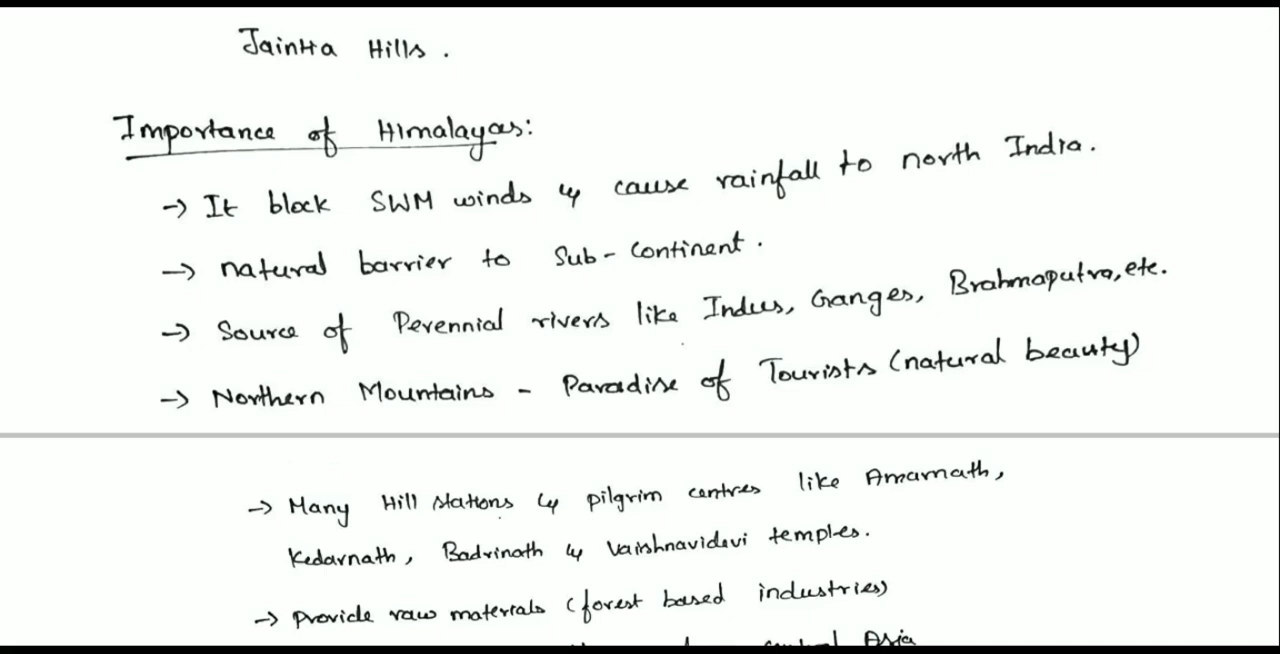 Jaintia Hills.
Importance of Himalayas:
→ It block SWM winds & cause rainfall to north India.
→ natural barrier to Sub-Continent.
→ Source of Perennial rivers like Indus, Ganges, Brahmaputra, etc.
→ Northern Mountains - Paradise of Tourists (natural beauty)
→ Many Hill stations & pilgrim centres like Amarnath,
Kedarnath, Badrinath & Vaishnavidevi temples.
→ Provide raw materials (forest based industries)
central Asia